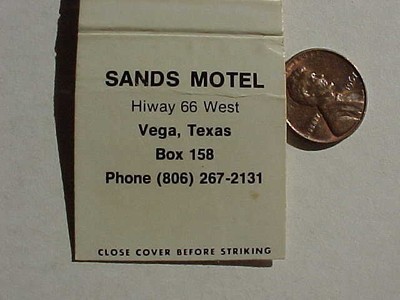 SANDS MOTEL
Hiway 66 West
Vega, Texas
Box 158
Phone (806) 267-2131
CLOSE COVER BEFORE STRIKING